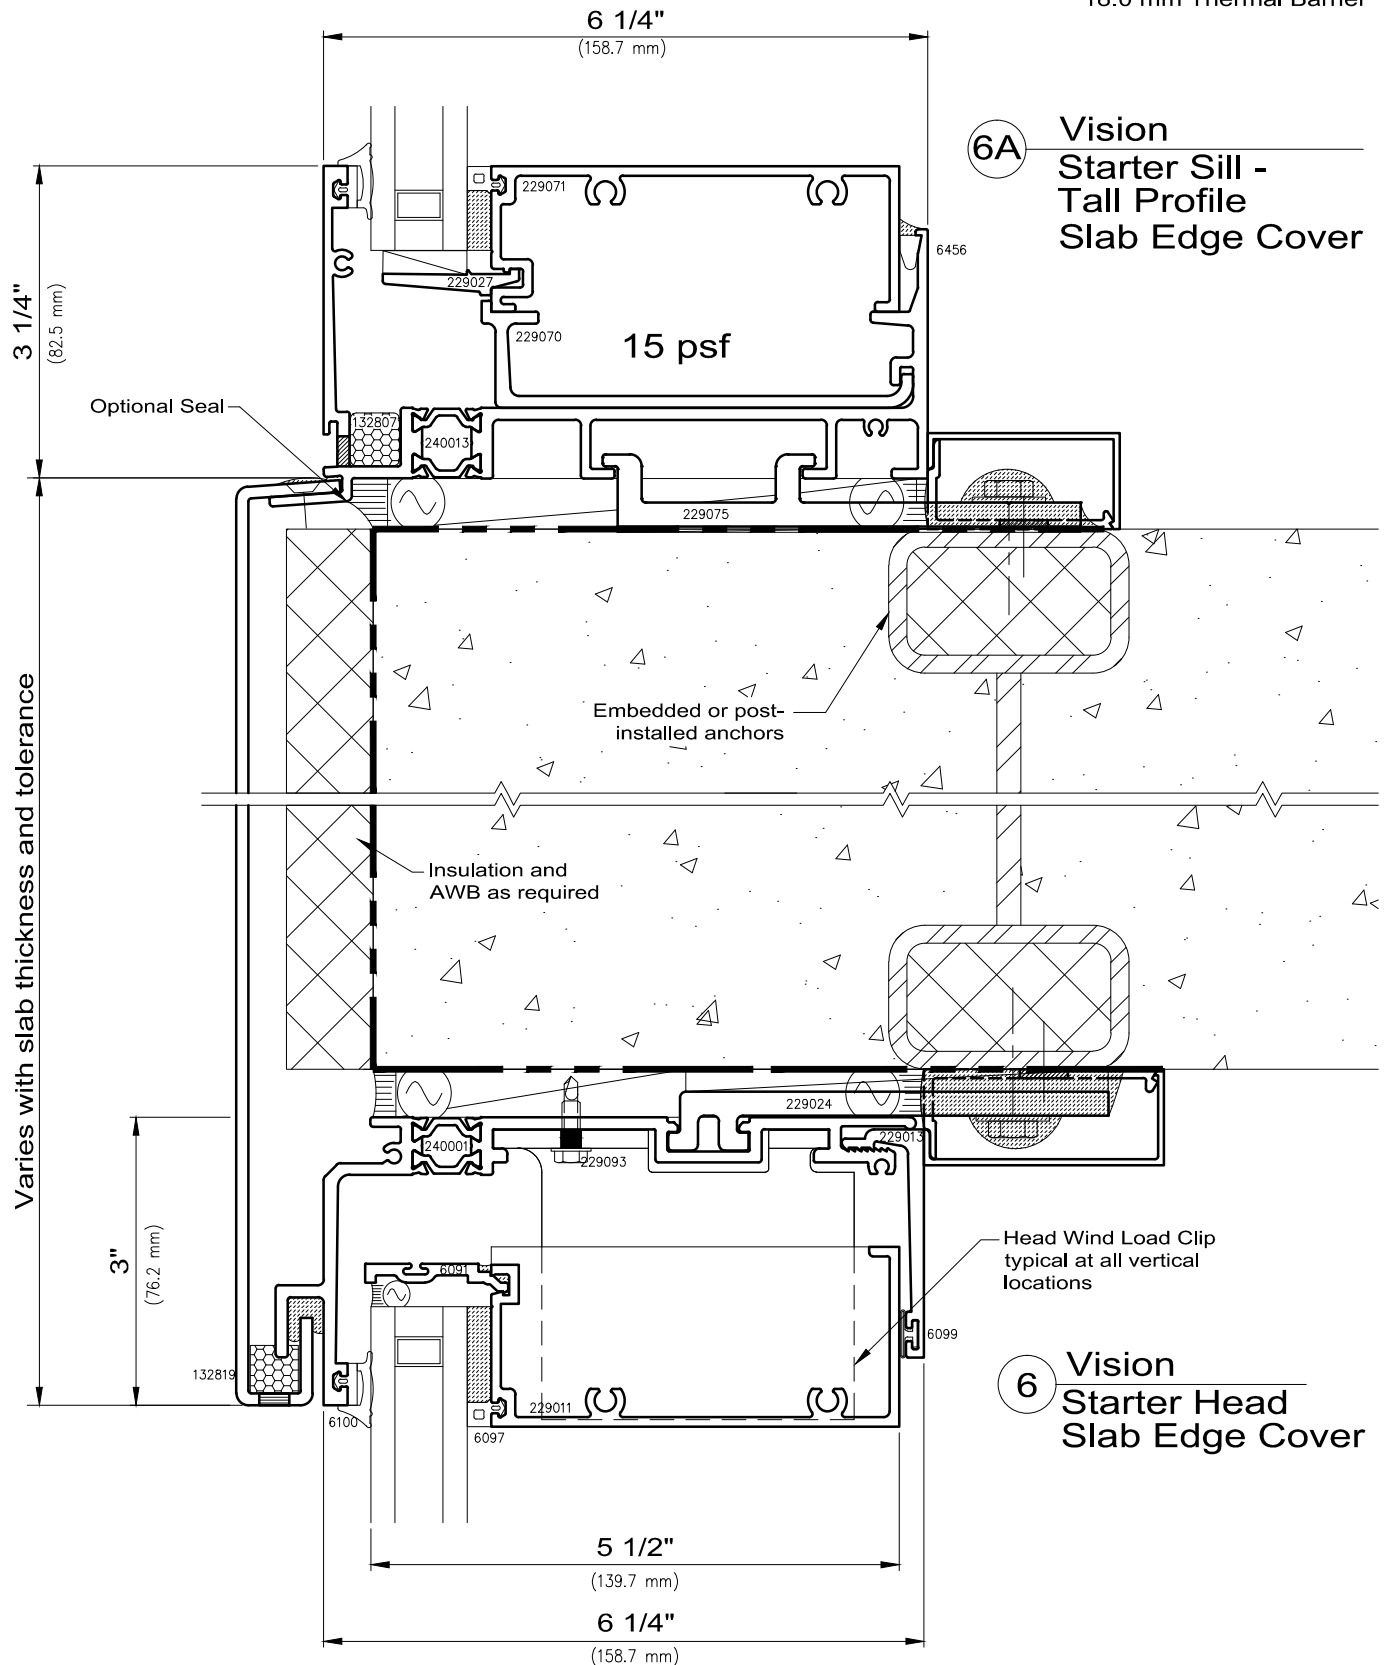 18.0 mm Thermal Barrier
6 1/4"
(158.7 mm)
6A
Vision
Starter Sill -
Tall Profile
Slab Edge Cover
229071
6456
229027
3 1/4"
(82.5 mm)
229070
15 psf
Optional Seal
132807
240013
229075
Embedded or post-
installed anchors
Varies with slab thickness and tolerance
Insulation and
AWB as required
229024
229013
240001
229093
3"
(76.2 mm)
Head Wind Load Clip
typical at all vertical
locations
6091
6099
132819
6100
6097
229011
6
Vision
Starter Head
Slab Edge Cover
5 1/2"
(139.7 mm)
6 1/4"
(158.7 mm)